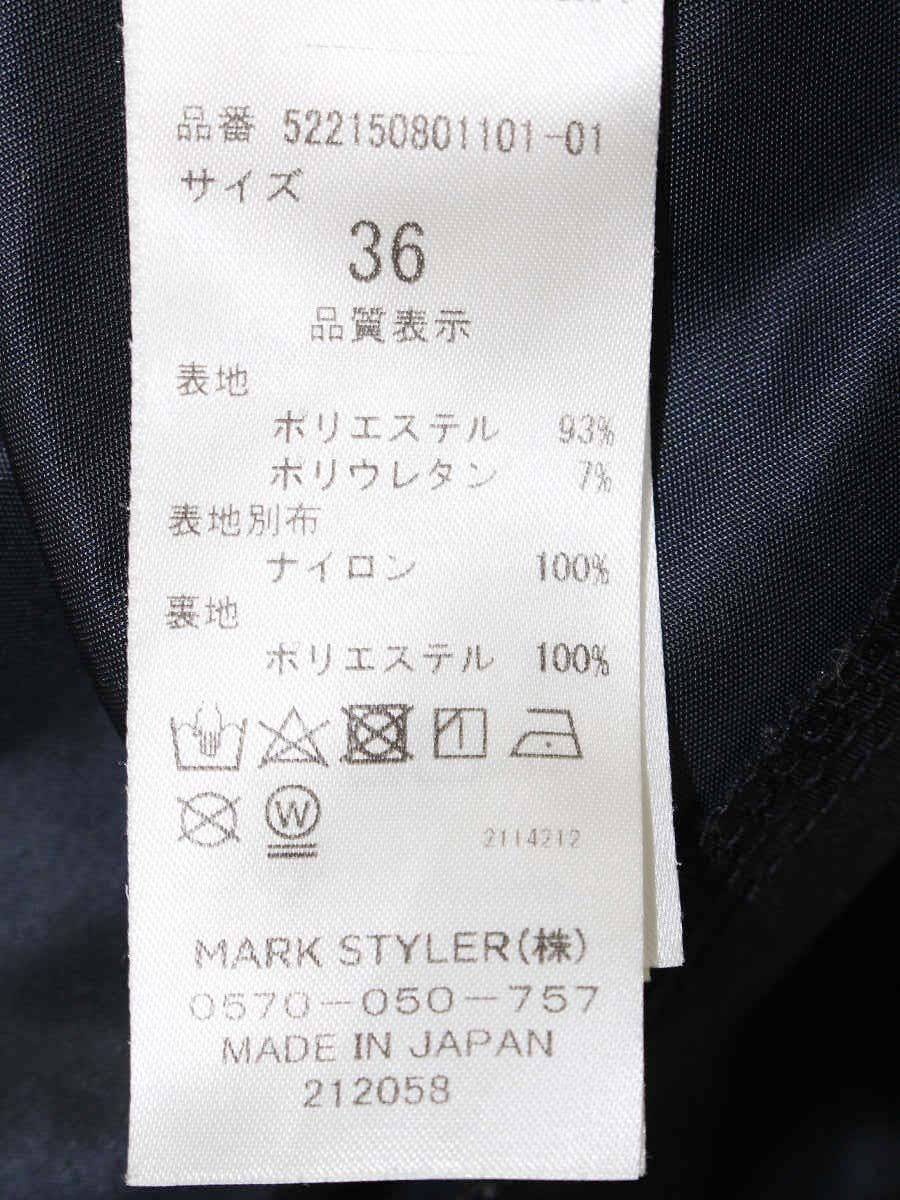 品番 522150801101-01
サイズ
36
品質表示
表地
ポリエステル 93%
ポリウレタン 7%
表地別布
ナイロン 100%
裏地
ポリエステル 100%
W
2114212
MARK STYLER(株)
0570-050-757
MADE IN JAPAN
212058